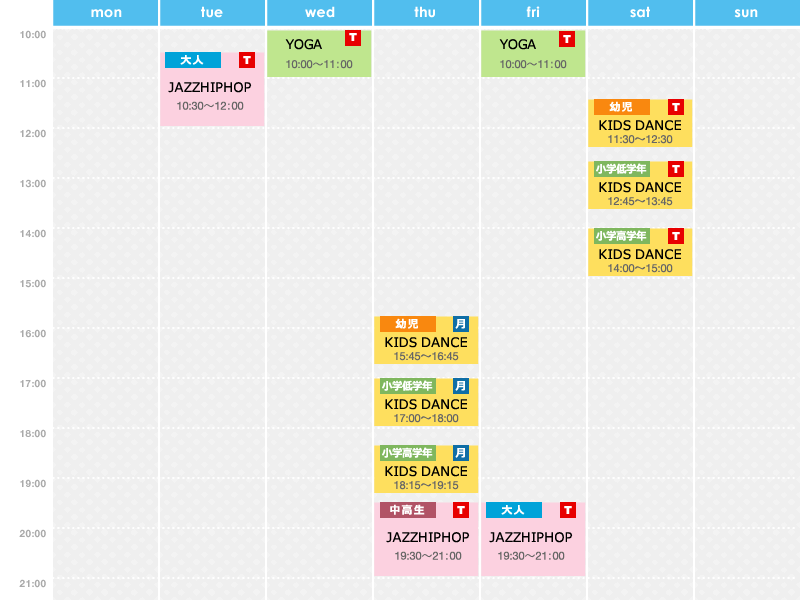 mon tue wed thu fri sat sun
10:00
11:00
12:00
13:00
14:00
15:00
16:00
17:00
18:00
19:00
20:00
21:00
大人 T
JAZZHIPHOP
10:30〜12:00
YOGA T
10:00〜11:00
幼児 月
KIDS DANCE
15:45〜16:45
小学低学年 月
KIDS DANCE
17:00〜18:00
小学高学年 月
KIDS DANCE
18:15〜19:15
中高生 T
JAZZHIPHOP
19:30〜21:00
YOGA T
10:00〜11:00
大人 T
JAZZHIPHOP
19:30〜21:00
幼児 T
KIDS DANCE
11:30〜12:30
小学低学年 T
KIDS DANCE
12:45〜13:45
小学高学年 T
KIDS DANCE
14:00〜15:00